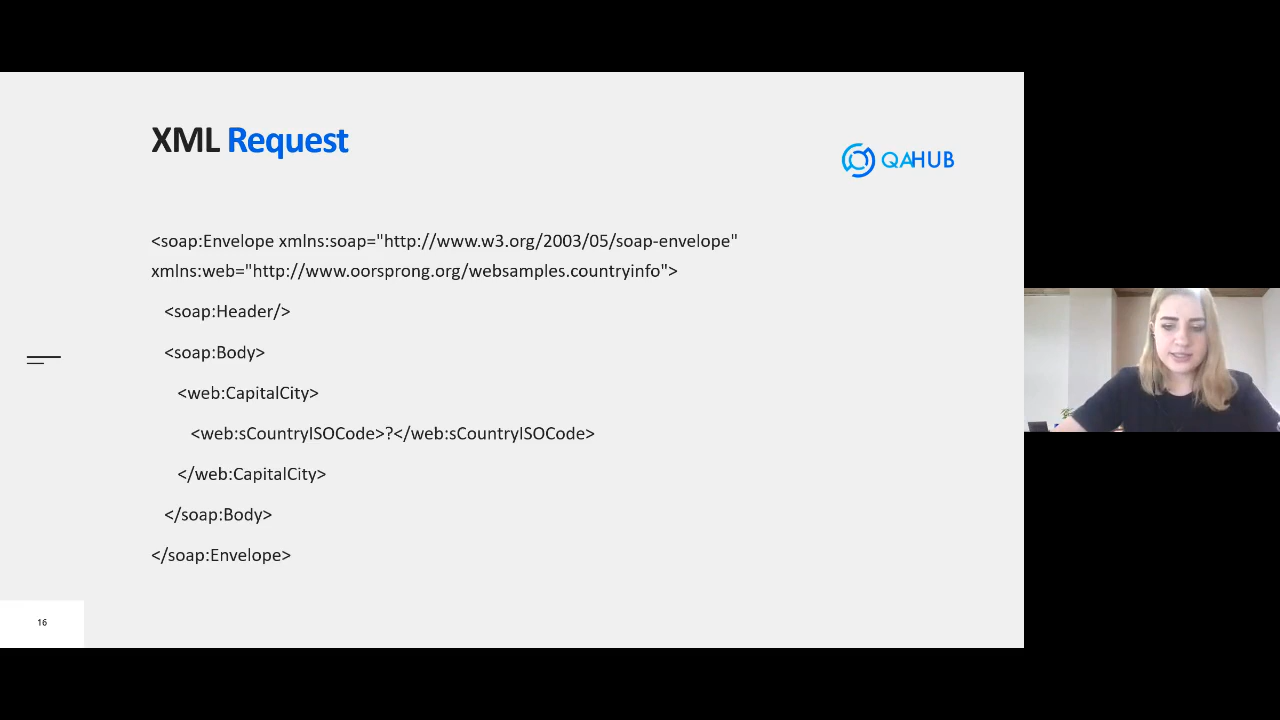 XML Request
QAHUB
<soap:Envelope xmlns:soap="http://www.w3.org/2003/05/soap-envelope"
xmlns:web="http://www.oorsprong.org/websamples.countryinfo">
<soap:Header/>
<soap:Body>
<web:CapitalCity>
<web:sCountryISOCode>?</web:sCountryISOCode>
</web:CapitalCity>
</soap:Body>
</soap:Envelope>
16